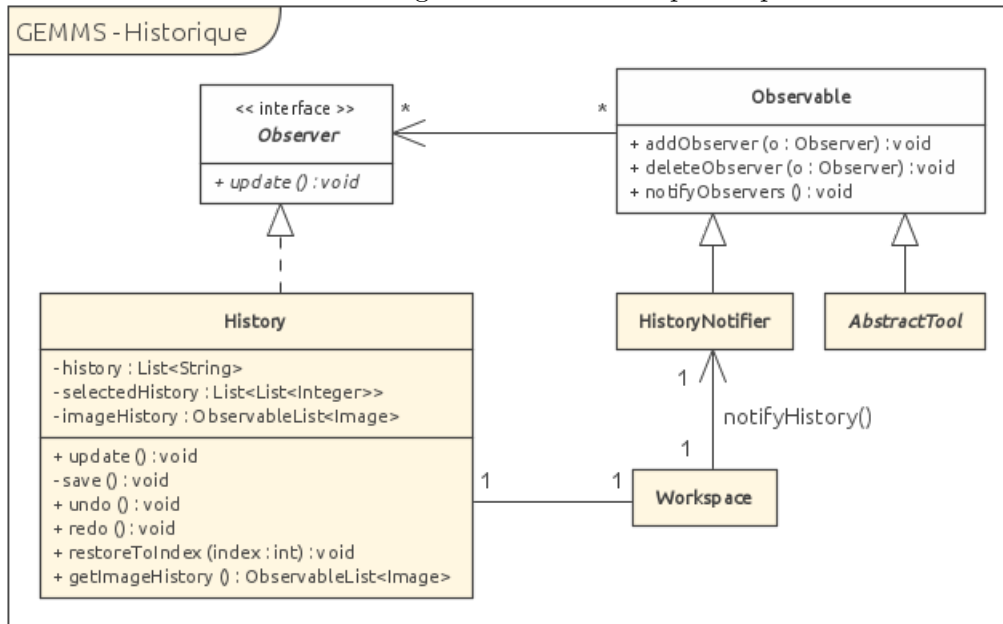 GEMMS - Historique
<< interface >>
Observer
+ update () : void
*
*
Observable
+ addObserver (o : Observer) : void
+ deleteObserver (o : Observer) : void
+ notifyObservers () : void
History
- history : List<String>
- selectedHistory : List<List<Integer>>
- imageHistory : ObservableList<Image>
+ update () : void
- save () : void
+ undo () : void
+ redo () : void
+ restoreToIndex (index : int) : void
+ getImageHistory () : ObservableList<Image>
HistoryNotifier
AbstractTool
1
notifyHistory()
1
1
1
Workspace